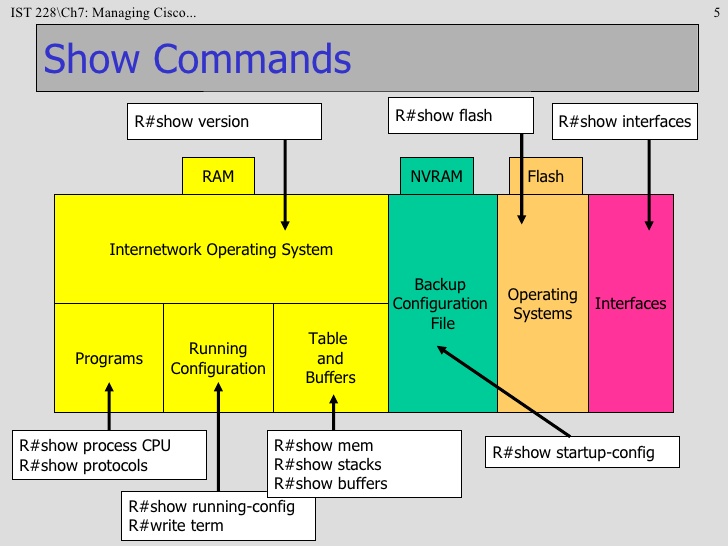 IST 228\Ch7: Managing Cisco...
5
Show Commands
R#show version
R#show flash
R#show interfaces
RAM
NVRAM
Flash
Internetwork Operating System
Backup
Configuration
File
Operating
Systems
Interfaces
Programs
Running
Configuration
Table
and
Buffers
R#show process CPU
R#show protocols
R#show running-config
R#write term
R#show mem
R#show stacks
R#show buffers
R#show startup-config